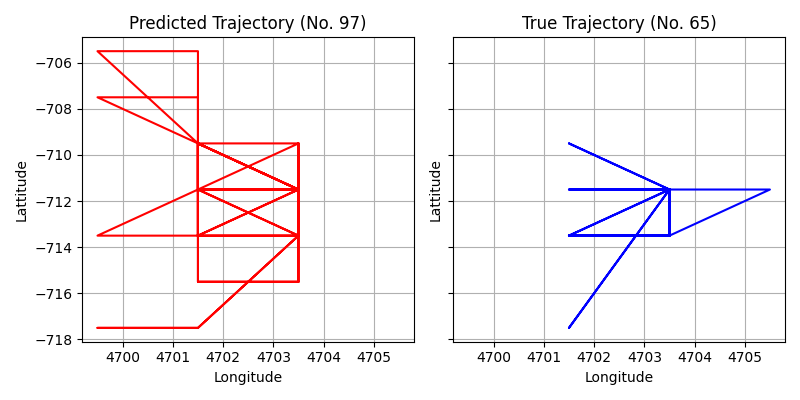 Predicted Trajectory (No. 97)
True Trajectory (No. 65)
−706
−708
−710
−712
−714
−716
−718
Lattitude
Lattitude
4700 4701 4702 4703 4704 4705
4700 4701 4702 4703 4704 4705
Longitude
Longitude